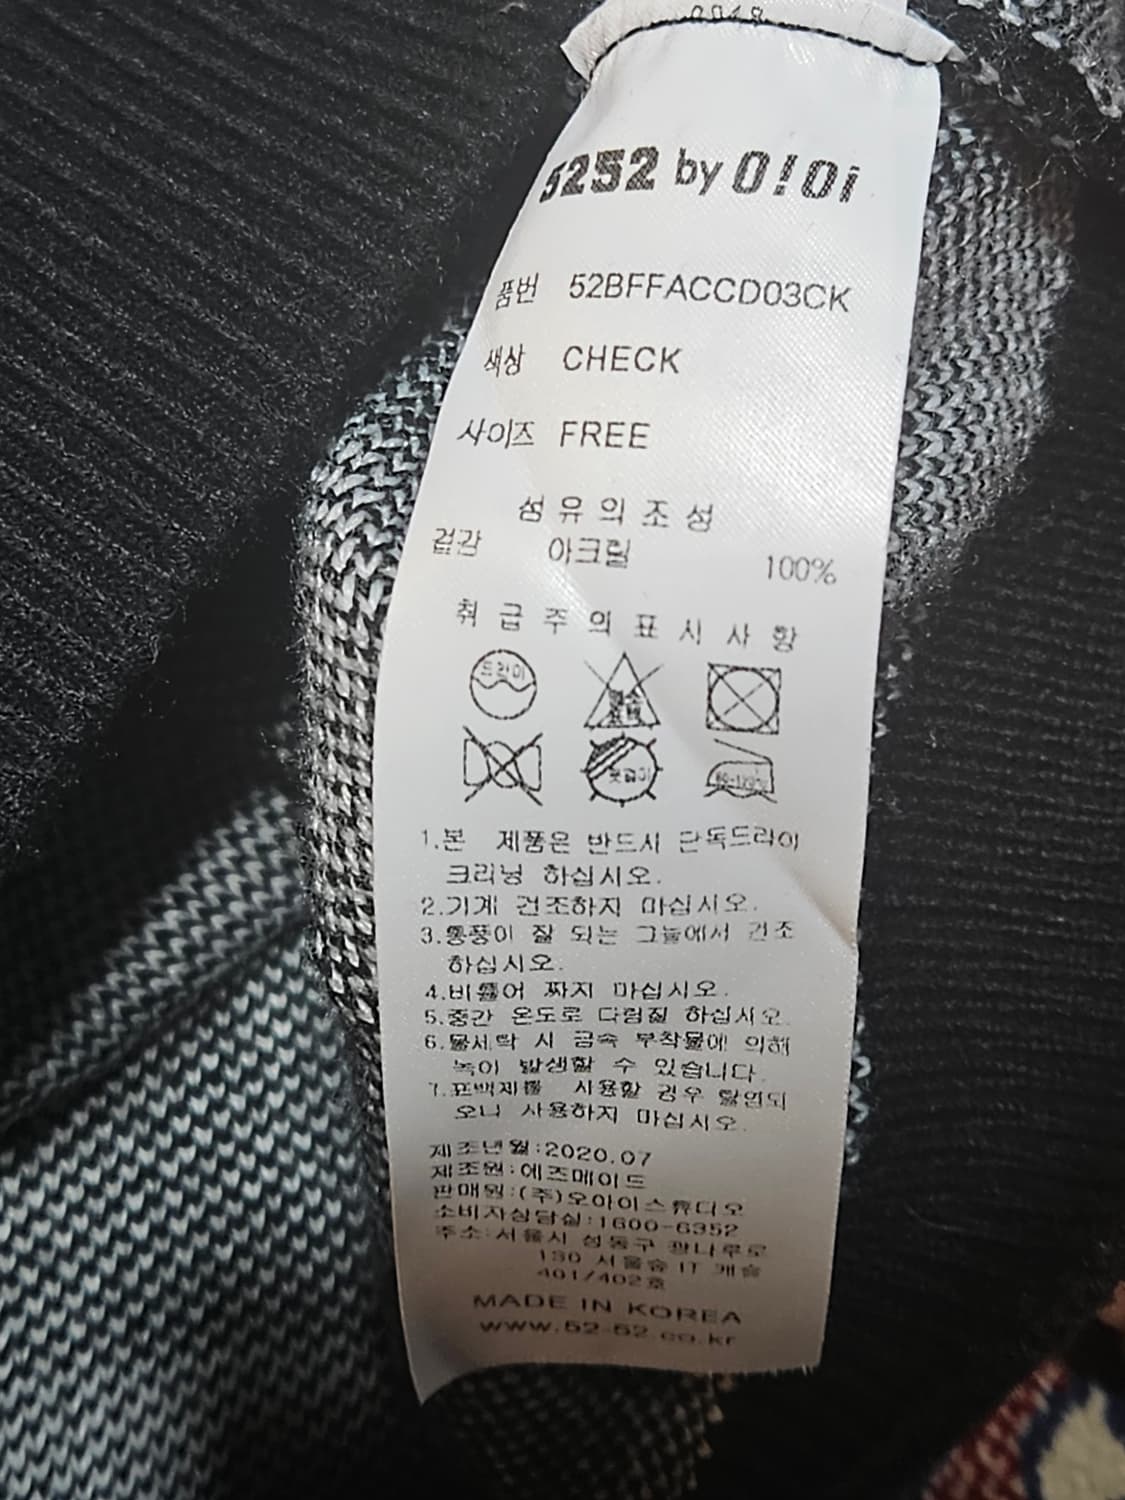 5252 by O!Oi
품번 52BFFACCD03CK
색상 CHECK
사이즈 FREE
섬유의조성
겉감 아크릴 100%
취급주의표시사항
드라이
옷걸이
80-120℃
1.본 제품은 반드시 단독드라이
크리닝 하십시오.
2.기계 건조하지 마십시오.
3.통풍이 잘 되는 그늘에서 건조
하십시오.
4.비틀어 짜지 마십시오.
5.중간 온도로 다림질 하십시오.
6.물세탁 시 금속 부착물에 의해
녹이 발생할 수 있습니다.
7.표백제를 사용할 경우 탈염되
오니 사용하지 마십시오.
제조년월:2020.07
제조원:에즈메이드
판매원:(주)오아이스튜디오
소비자상담실:1600-6352
주소:서울시 성동구 광나루로
130 서울숲IT 캐슬
401/402호
MADE IN KOREA
www.52-52.co.kr